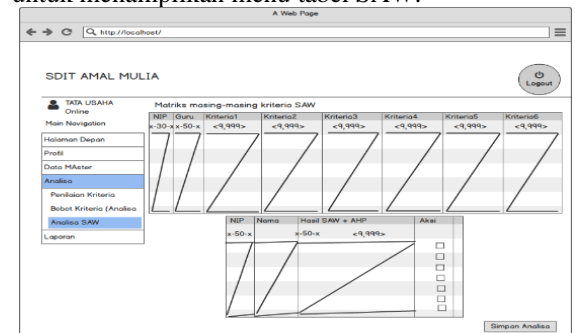 untuk menampilkan menu tabel SAW.
A Web Page
http://localhost/
SDIT AMAL MULIA
Logout
TATA USAHA
Online
Main Navigation
Halaman Depan
Profil
Data MAster
Analisa
Penilaian Kriteria
Bobot Kriteria (Analisa
Analisa SAW
Laporan
Matriks masing-masing kriteria SAW
NIP Guru Kriteria1 Kriteria2 Kriteria3 Kriteria4 Kriteria5 Kriteria6
x-30-x x-50-x <9,999> <9,999> <9,999> <9,999> <9,999> <9,999>
NIP Nama Hasil SAW + AHP Aksi
x-50-x x-50-x <9,999>
Simpan Analisa